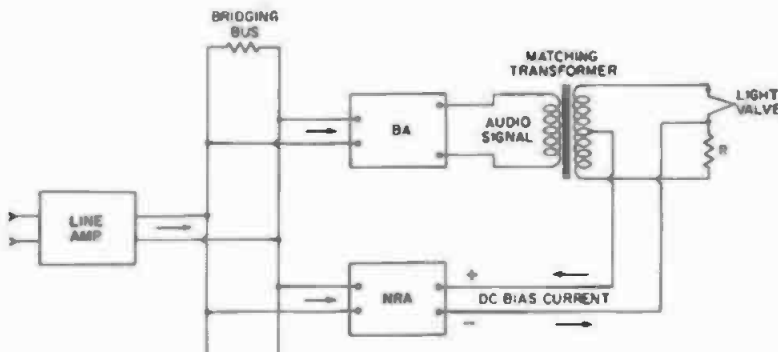 BRIDGING
BUS
MATCHING
TRANSFORMER
LIGHT
VALVE
BA
AUDIO
SIGNAL
R
LINE
AMP
NRA
+
DC BIAS CURRENT
−